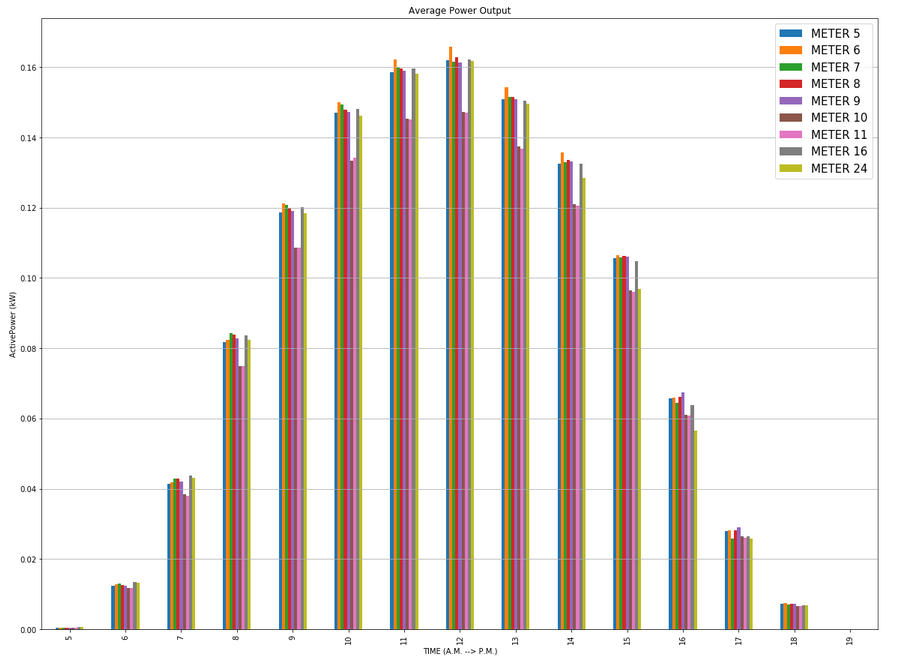 Average Power Output
METER 5
METER 6
METER 7
METER 8
METER 9
METER 10
METER 11
METER 16
METER 24
ActivePower (kW)
0.16
0.14
0.12
0.10
0.08
0.06
0.04
0.02
0.00
5 6 7 8 9 10 11 12 13 14 15 16 17 18 19
TIME (A.M. --> P.M.)